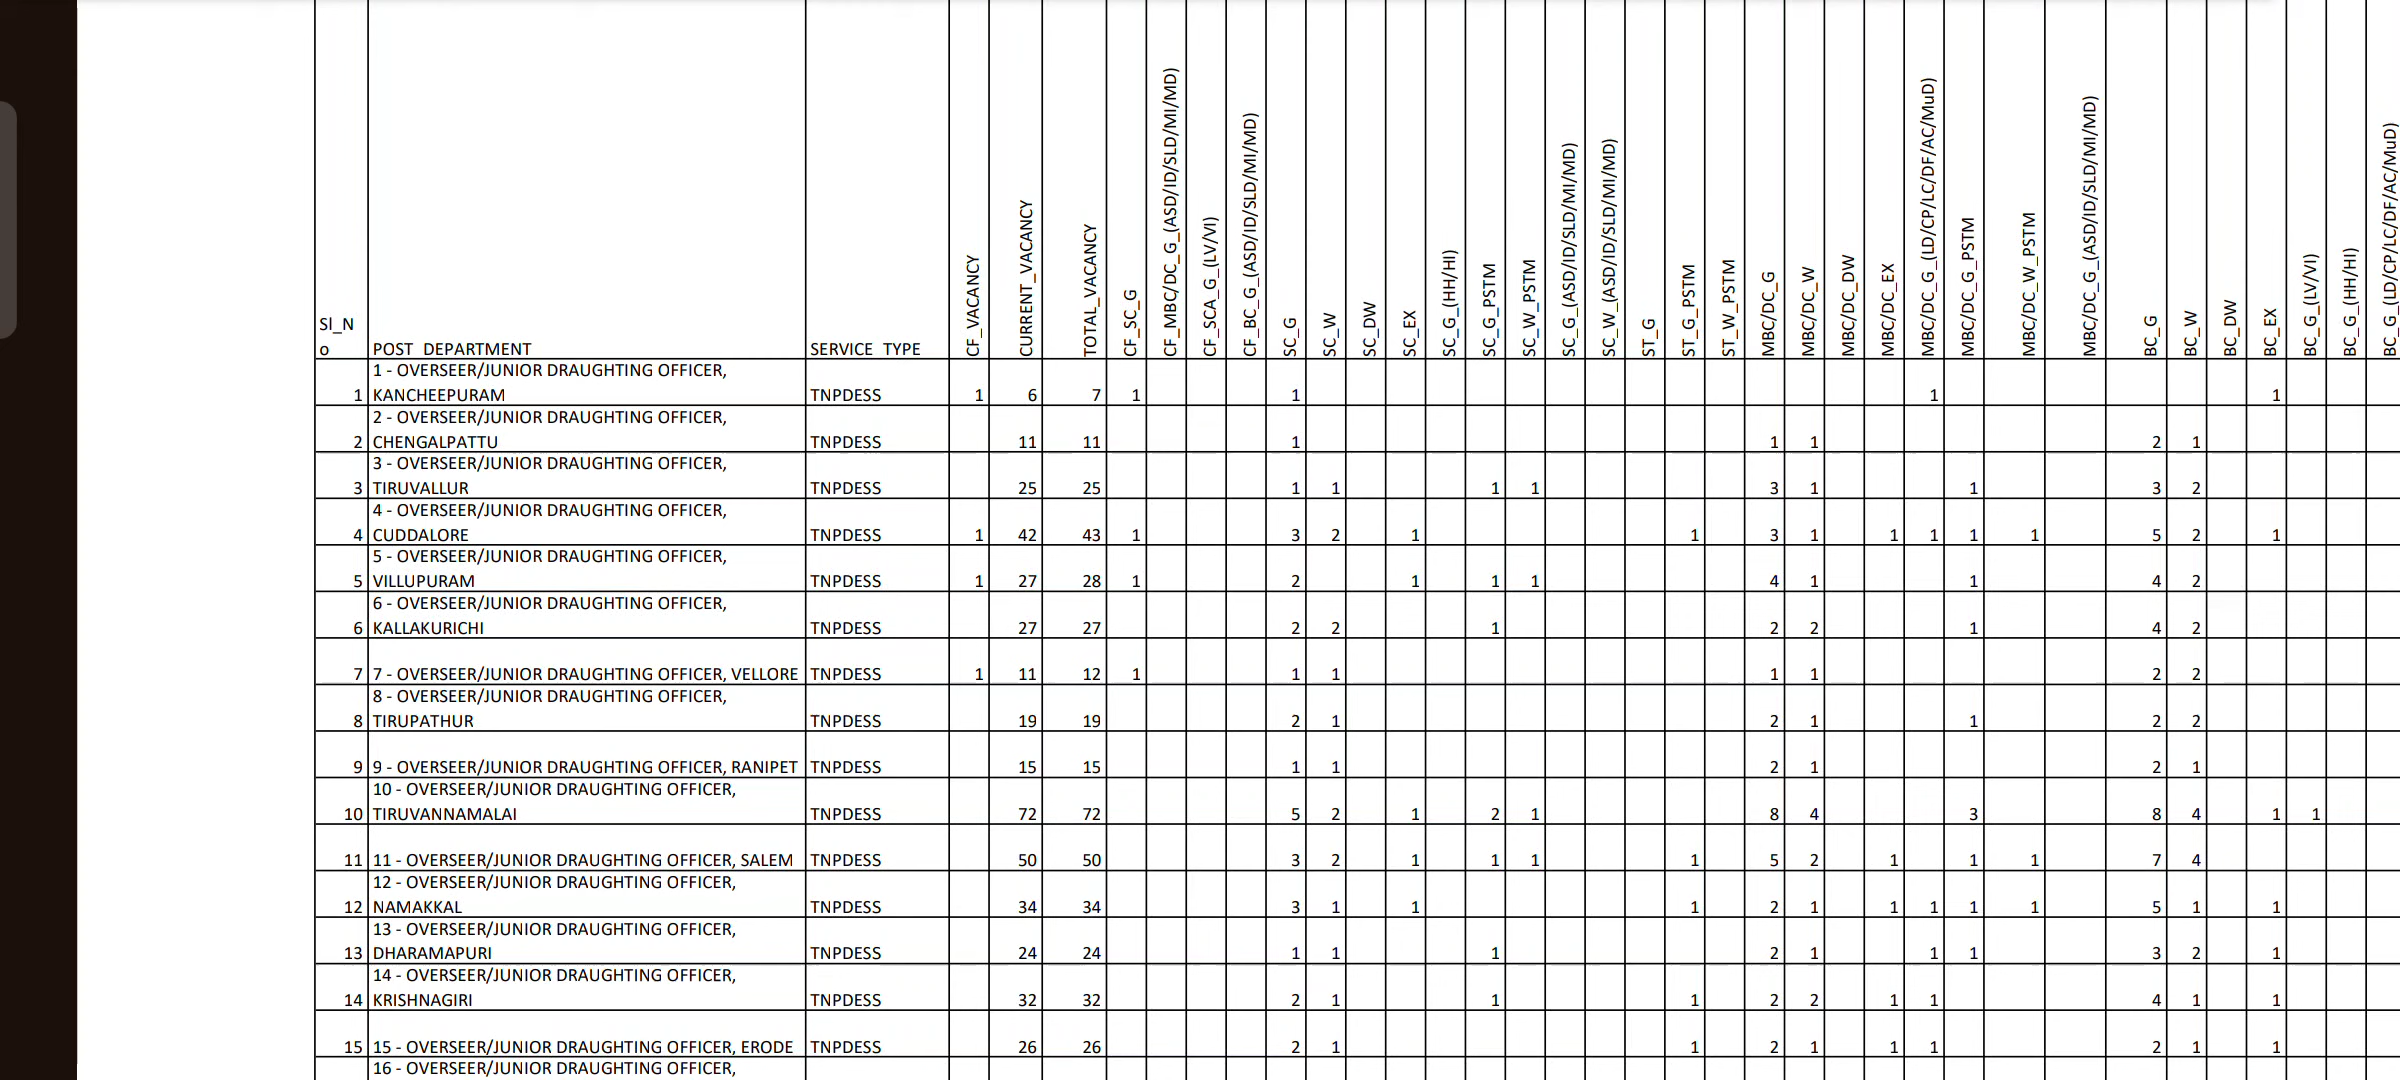 Sl_No POST_DEPARTMENT SERVICE_TYPE CF_VACANCY CURRENT_VACANCY TOTAL_VACANCY CF_SC_G CF_MBC/DC_G_(ASD/ID/SLD/MI/MD) CF_SCA_G_(LV/VI) CF_BC_G_(ASD/ID/SLD/MI/MD) SC_G SC_W SC_DW SC_EX SC_G_(HH/HI) SC_G_PSTM SC_W_PSTM SC_G_(ASD/ID/SLD/MI/MD) SC_W_(ASD/ID/SLD/MI/MD) ST_G ST_G_PSTM ST_W_PSTM MBC/DC_G MBC/DC_W MBC/DC_DW MBC/DC_EX MBC/DC_G_(LD/CP/LC/DF/AC/MuD) MBC/DC_G_PSTM MBC/DC_W_PSTM MBC/DC_G_(ASD/ID/SLD/MI/MD) BC_G BC_W BC_DW BC_EX BC_G_(LV/VI) BC_G_(HH/HI) BC_G_(LD/CP/LC/DF/AC/MuD)
1 - OVERSEER/JUNIOR DRAUGHTING OFFICER,
1 KANCHEEPURAM TNPDESS 1 6 7 1 1 1 1
2 - OVERSEER/JUNIOR DRAUGHTING OFFICER,
2 CHENGALPATTU TNPDESS 11 11 1 1 1 2 1
3 - OVERSEER/JUNIOR DRAUGHTING OFFICER,
3 TIRUVALLUR TNPDESS 25 25 1 1 1 1 3 1 1 3 2
4 - OVERSEER/JUNIOR DRAUGHTING OFFICER,
4 CUDDALORE TNPDESS 1 42 43 1 3 2 1 1 3 1 1 1 1 1 5 2 1
5 - OVERSEER/JUNIOR DRAUGHTING OFFICER,
5 VILLUPURAM TNPDESS 1 27 28 1 2 1 1 1 4 1 1 4 2
6 - OVERSEER/JUNIOR DRAUGHTING OFFICER,
6 KALLAKURICHI TNPDESS 27 27 2 2 1 2 2 1 4 2
7 7 - OVERSEER/JUNIOR DRAUGHTING OFFICER, VELLORE TNPDESS 1 11 12 1 1 1 1 1 2 2
8 - OVERSEER/JUNIOR DRAUGHTING OFFICER,
8 TIRUPATHUR TNPDESS 19 19 2 1 2 1 1 2 2
9 9 - OVERSEER/JUNIOR DRAUGHTING OFFICER, RANIPET TNPDESS 15 15 1 1 2 1 2 1
10 - OVERSEER/JUNIOR DRAUGHTING OFFICER,
10 TIRUVANNAMALAI TNPDESS 72 72 5 2 1 2 1 8 4 3 8 4 1 1
11 11 - OVERSEER/JUNIOR DRAUGHTING OFFICER, SALEM TNPDESS 50 50 3 2 1 1 1 1 5 2 1 1 1 7 4
12 - OVERSEER/JUNIOR DRAUGHTING OFFICER,
12 NAMAKKAL TNPDESS 34 34 3 1 1 1 2 1 1 1 1 1 5 1 1
13 - OVERSEER/JUNIOR DRAUGHTING OFFICER,
13 DHARAMAPURI TNPDESS 24 24 1 1 1 2 1 1 1 3 2 1
14 - OVERSEER/JUNIOR DRAUGHTING OFFICER,
14 KRISHNAGIRI TNPDESS 32 32 2 1 1 1 2 2 1 1 4 1 1
15 15 - OVERSEER/JUNIOR DRAUGHTING OFFICER, ERODE TNPDESS 26 26 2 1 1 2 1 1 1 2 1 1
16 - OVERSEER/JUNIOR DRAUGHTING OFFICER,